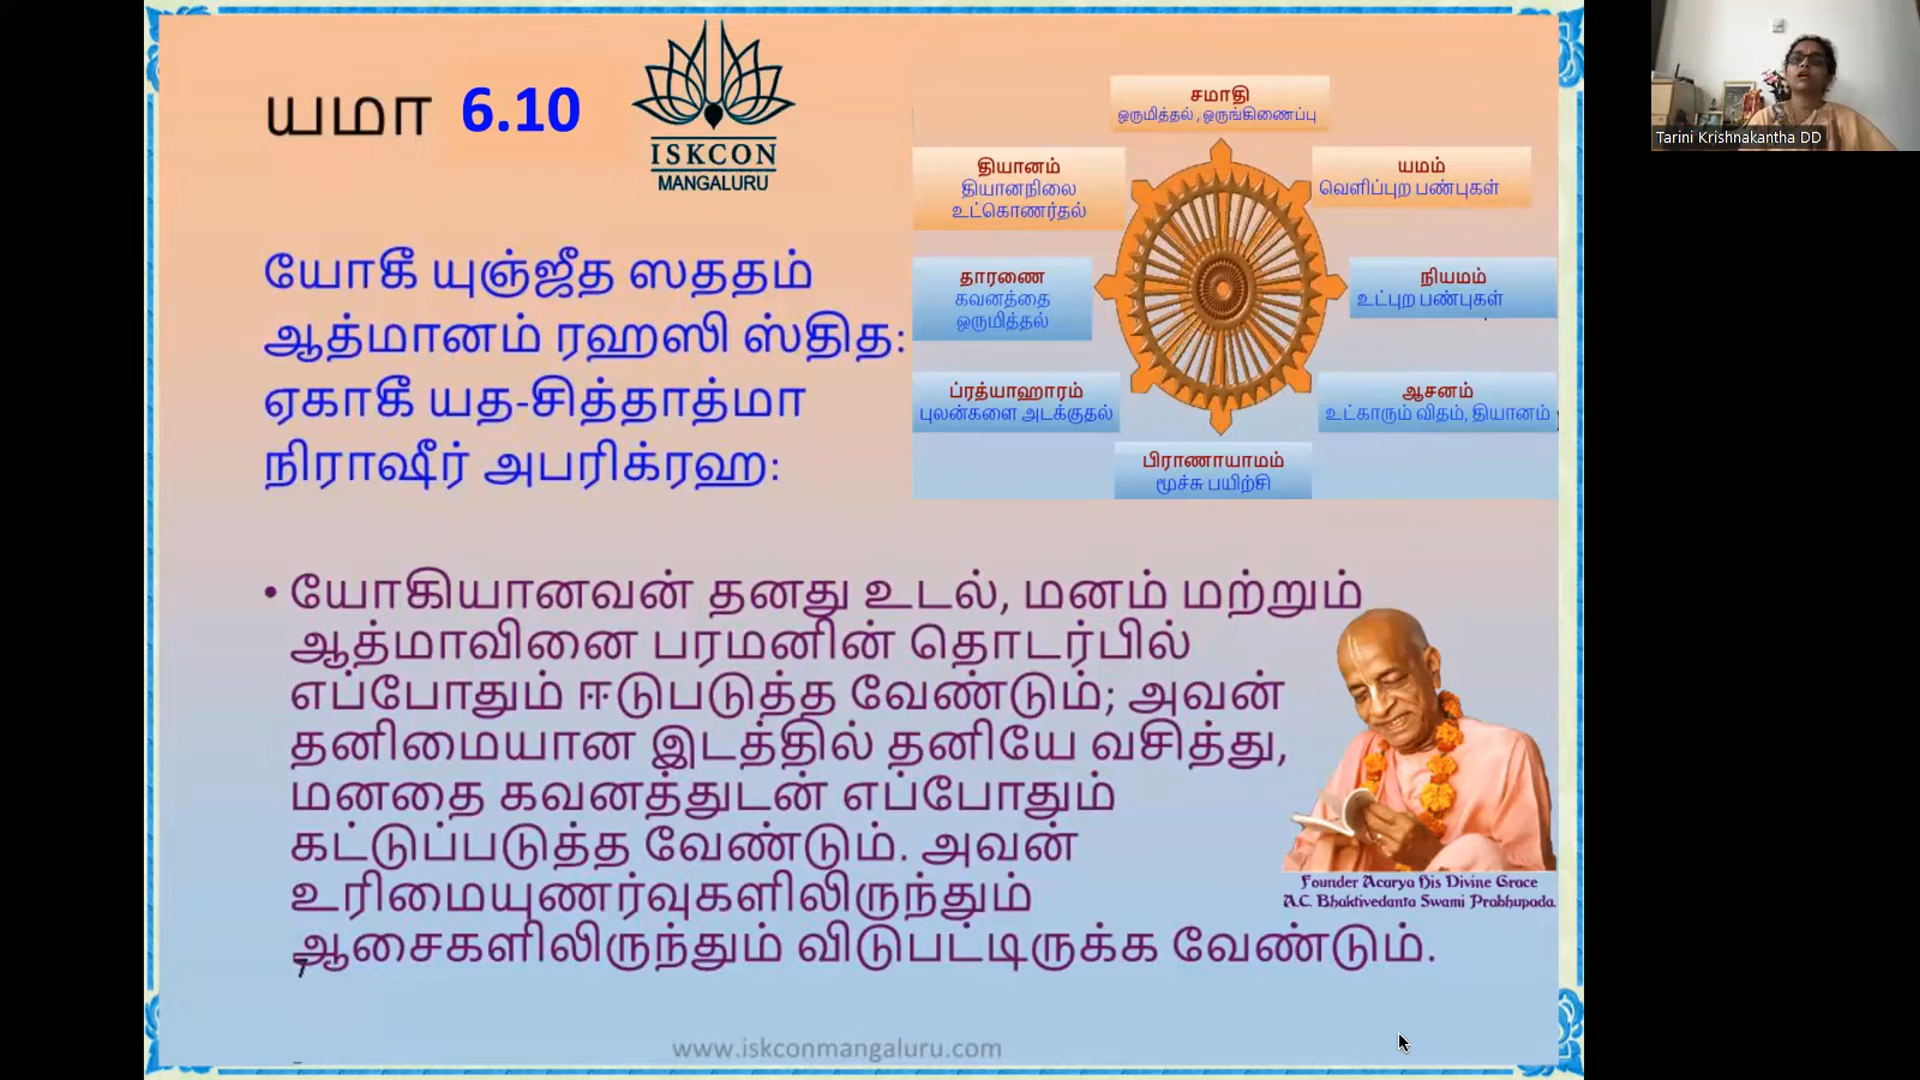 யமா 6.10
ISKCON
MANGALURU
யோகீ யுஞ்ஜீத ஸததம்
ஆத்மானம் ரஹஸி ஸ்தித:
ஏகாகீ யத-சித்தாத்மா
நிராஷீர் அபரிக்ரஹ:
சமாதி
ஒருமித்தல் , ஒருங்கிணைப்பு
தியானம்
தியானநிலை
உட்கொணர்தல்
யமம்
வெளிப்புற பண்புகள்
தாரணை
கவனத்தை
ஒருமித்தல்
நியமம்
உட்புற பண்புகள்
ப்ரத்யாஹாரம்
புலன்களை அடக்குதல்
ஆசனம்
உட்காரும் விதம், தியானம்
பிராணாயாமம்
மூச்சு பயிற்சி
• யோகியானவன் தனது உடல், மனம் மற்றும்
ஆத்மாவினை பரமனின் தொடர்பில்
எப்போதும் ஈடுபடுத்த வேண்டும்; அவன்
தனிமையான இடத்தில் தனியே வசித்து,
மனதை கவனத்துடன் எப்போதும்
கட்டுப்படுத்த வேண்டும். அவன்
உரிமையுணர்வுகளிலிருந்தும்
ஆசைகளிலிருந்தும் விடுபட்டிருக்க வேண்டும்.
Founder Acarya His Divine Grace
A.C. Bhaktivedanta Swami Prabhupada.
www.iskconmangaluru.com
Tarini Krishnakantha DD